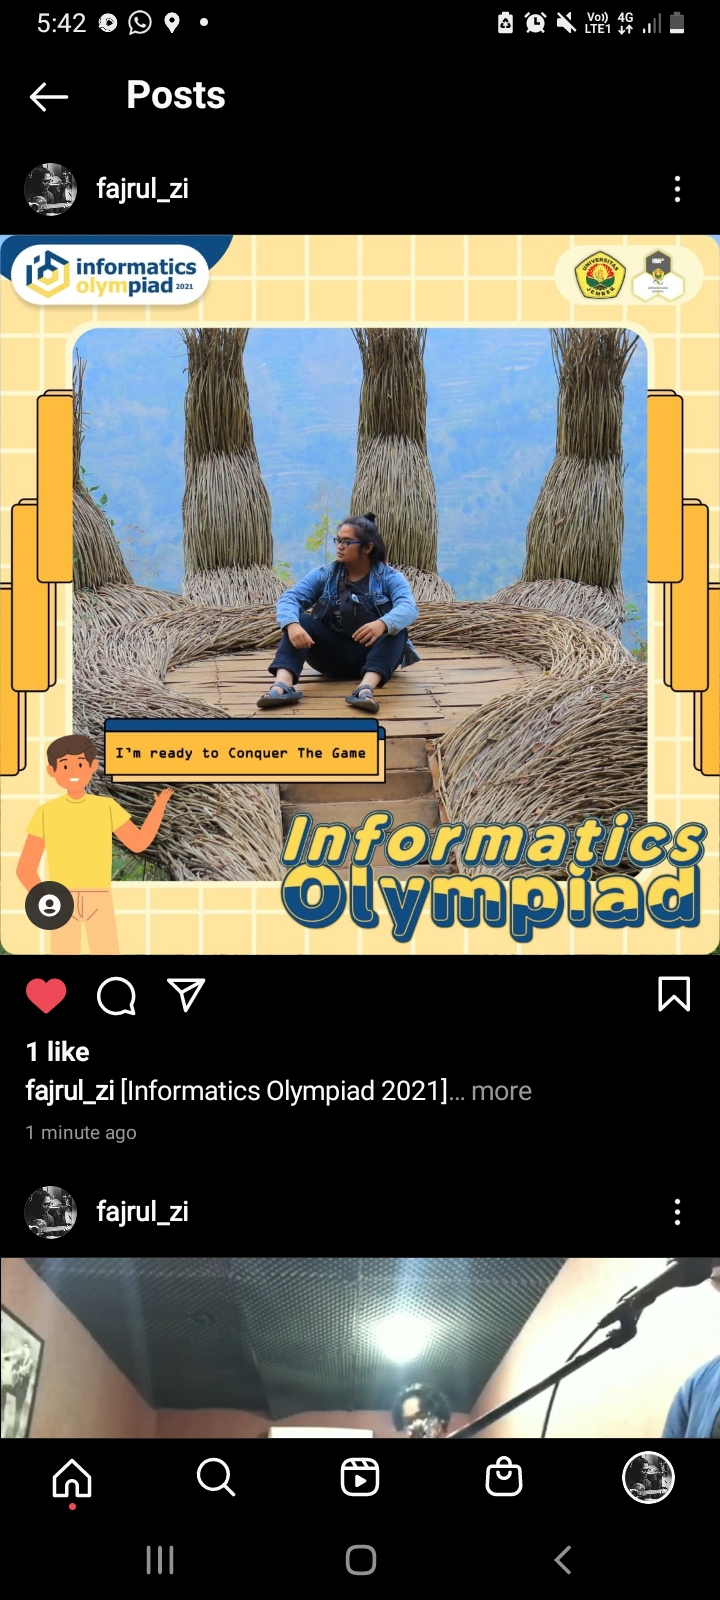 5:42
Vo)) 4G
LTE1
Posts
fajrul_zi
informatics
olympiad 2021
UNIVERSITAS
JEMBER
I'm ready to Conquer The Game
Informatics
Olympiad
1 like
fajrul_zi [Informatics Olympiad 2021]... more
1 minute ago
fajrul_zi